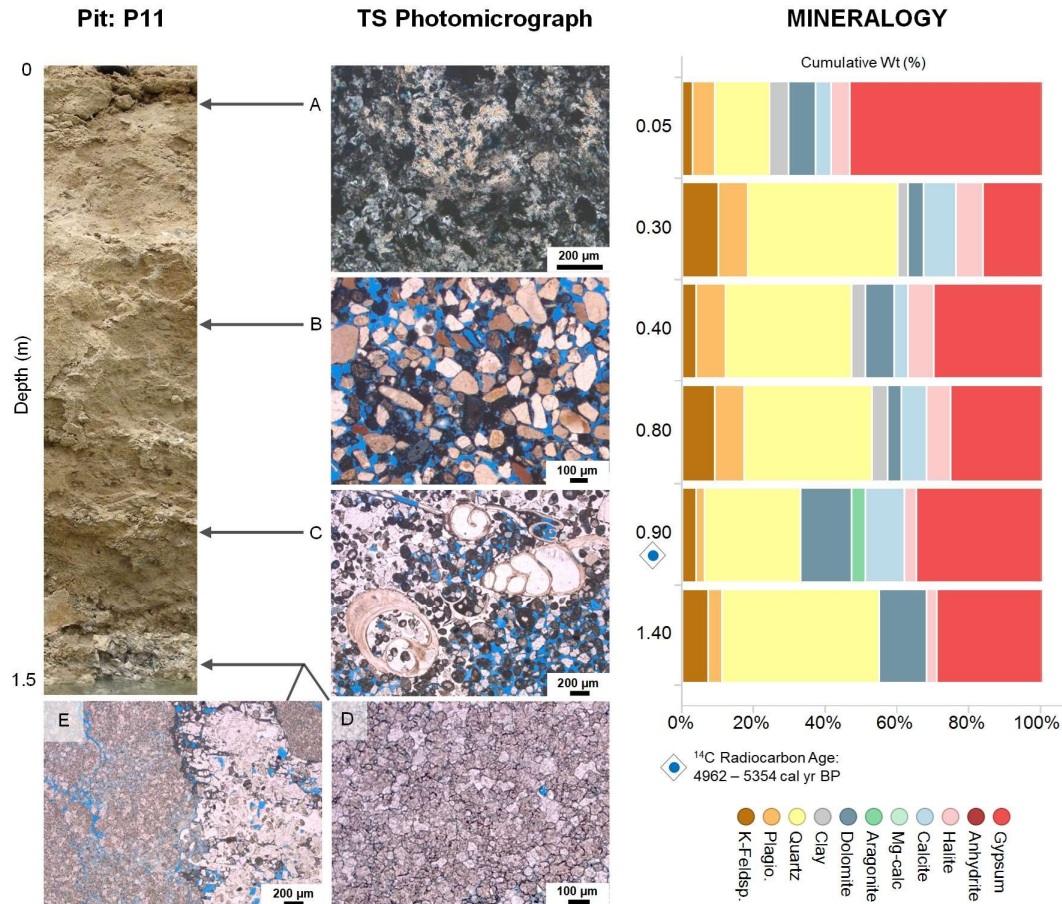 Pit: P11
TS Photomicrograph
MINERALOGY
Cumulative Wt (%)
0
Depth (m)
1.5
A
B
C
E
D
200 µm
100 µm
200 µm
200 µm
100 µm
0.05
0.30
0.40
0.80
0.90
1.40
0% 20% 40% 60% 80% 100%
14C Radiocarbon Age:
4962 – 5354 cal yr BP
K-Feldsp.
Plagio.
Quartz
Clay
Dolomite
Aragonite
Mg-calc
Calcite
Halite
Anhydrite
Gypsum